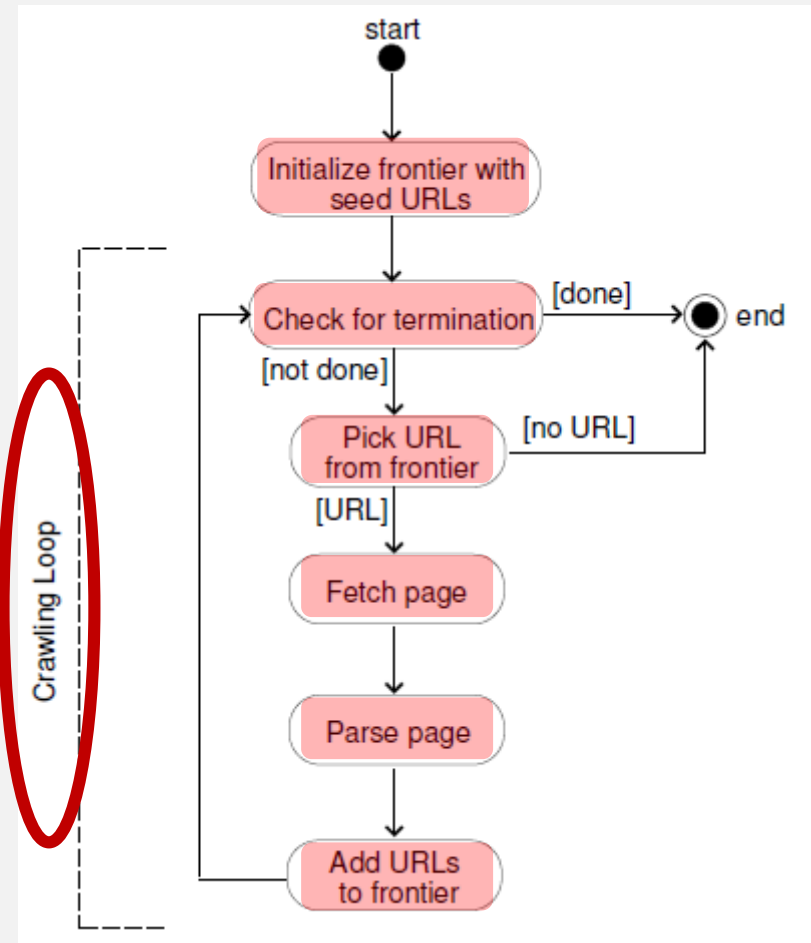 start
Initialize frontier with
seed URLs
[done]
Check for termination
end
[not done]
Pick URL
from frontier
[no URL]
[URL]
Crawling Loop
Fetch page
Parse page
Add URLs
to frontier